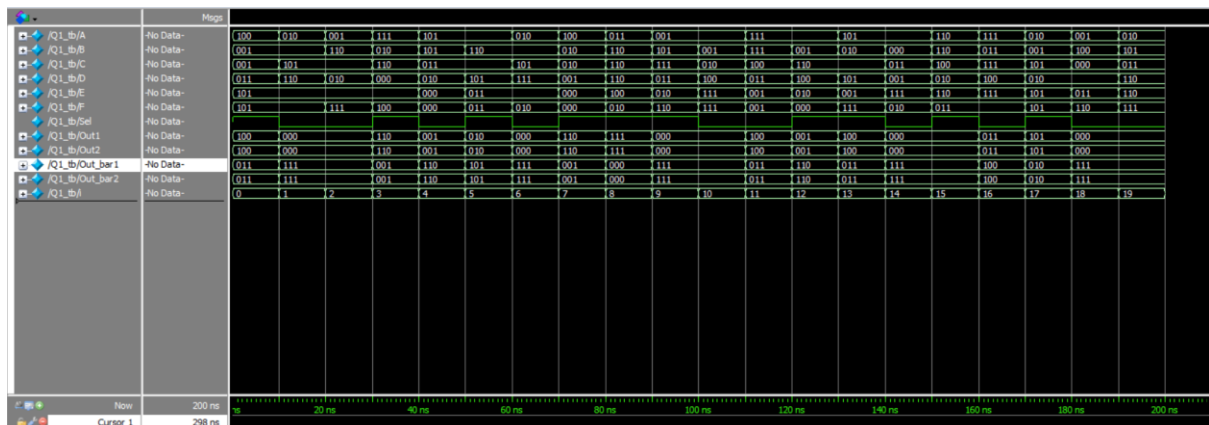 Msgs
/Q1_tb/A -No Data- 100 010 001 111 101 010 100 011 001 111 101 110 111 010 001 010
/Q1_tb/B -No Data- 001 110 010 101 110 010 110 101 001 111 001 010 000 110 011 001 100 101
/Q1_tb/C -No Data- 001 101 110 011 101 010 110 111 010 100 110 011 100 111 101 000 011
/Q1_tb/D -No Data- 011 110 010 000 010 101 111 001 110 011 100 011 100 101 001 010 100 010 110
/Q1_tb/E -No Data- 101 000 011 000 100 010 111 001 010 001 111 110 111 101 011 110
/Q1_tb/F -No Data- 101 111 100 000 011 010 000 010 110 111 001 000 111 010 011 101 110 111
/Q1_tb/Sel -No Data-
/Q1_tb/Out1 -No Data- 100 000 110 001 010 000 110 111 000 100 001 100 000 011 101 000
/Q1_tb/Out2 -No Data- 100 000 110 001 010 000 110 111 000 100 001 100 000 011 101 000
/Q1_tb/Out_bar1 -No Data- 011 111 001 110 101 111 001 000 111 011 110 011 111 100 010 111
/Q1_tb/Out_bar2 -No Data- 011 111 001 110 101 111 001 000 111 011 110 011 111 100 010 111
/Q1_tb/i -No Data- 0 1 2 3 4 5 6 7 8 9 10 11 12 13 14 15 16 17 18 19
Now 200 ns ns 20 ns 40 ns 60 ns 80 ns 100 ns 120 ns 140 ns 160 ns 180 ns 200 ns
Cursor 1 298 ns